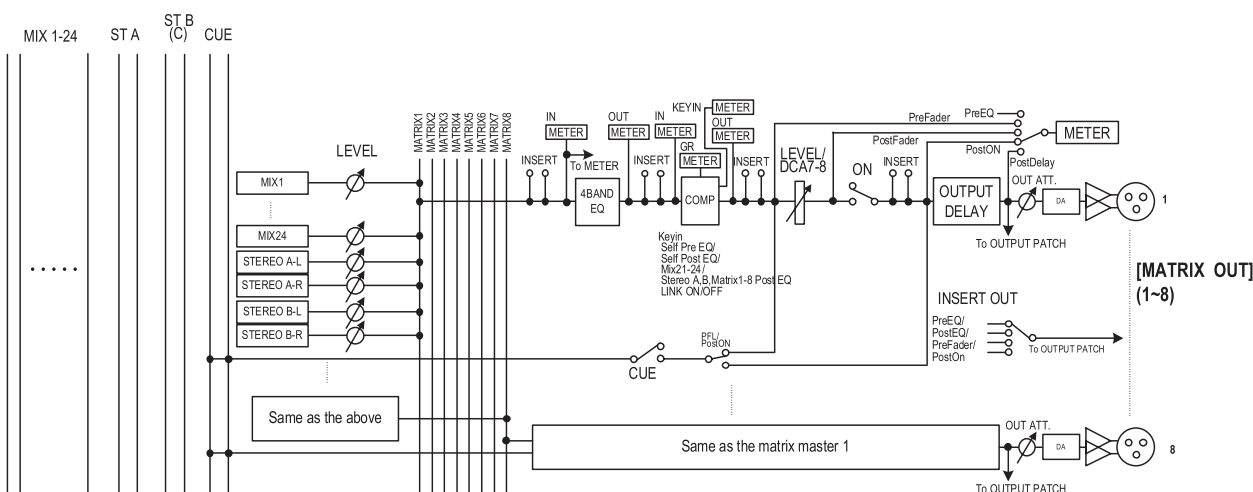 MIX 1-24
ST A
ST B
(C)
CUE
MATRIX1
MATRIX2
MATRIX3
MATRIX4
MATRIX5
MATRIX6
MATRIX7
MATRIX8
LEVEL
MIX1
MIX24
STEREO A-L
STEREO A-R
STEREO B-L
STEREO B-R
INSERT
IN
METER
To METER
4BAND
EQ
OUT
METER
INSERT
IN
METER
KEYIN
METER
OUT
METER
GR
METER
COMP
INSERT
Keyin
Self Pre EQ/
Self Post EQ/
Mix21-24/
Stereo A,B,Matrix1-8 Post EQ
LINK ON/OFF
LEVEL/
DCA7-8
ON
INSERT
PreEQ
PreFader
PostFader
PostON
PostDelay
METER
OUTPUT
DELAY
OUT ATT.
DA
1
To OUTPUT PATCH
[MATRIX OUT]
(1~8)
INSERT OUT
PreEQ/
PostEQ/
PreFader/
PostOn
To OUTPUT PATCH
CUE
PFL/
PostON
Same as the above
Same as the matrix master 1
OUT ATT.
DA
8
To OUTPUT PATCH